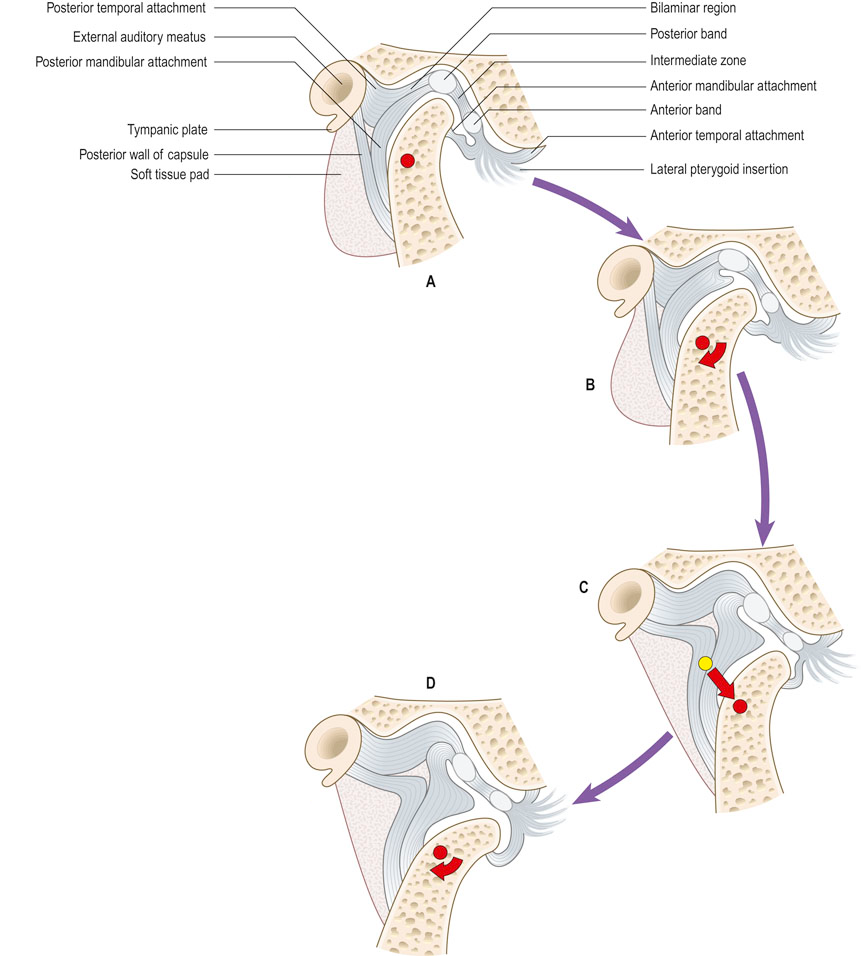 Posterior temporal attachment
External auditory meatus
Posterior mandibular attachment
Tympanic plate
Posterior wall of capsule
Soft tissue pad
Bilaminar region
Posterior band
Intermediate zone
Anterior mandibular attachment
Anterior band
Anterior temporal attachment
Lateral pterygoid insertion
A
B
C
D